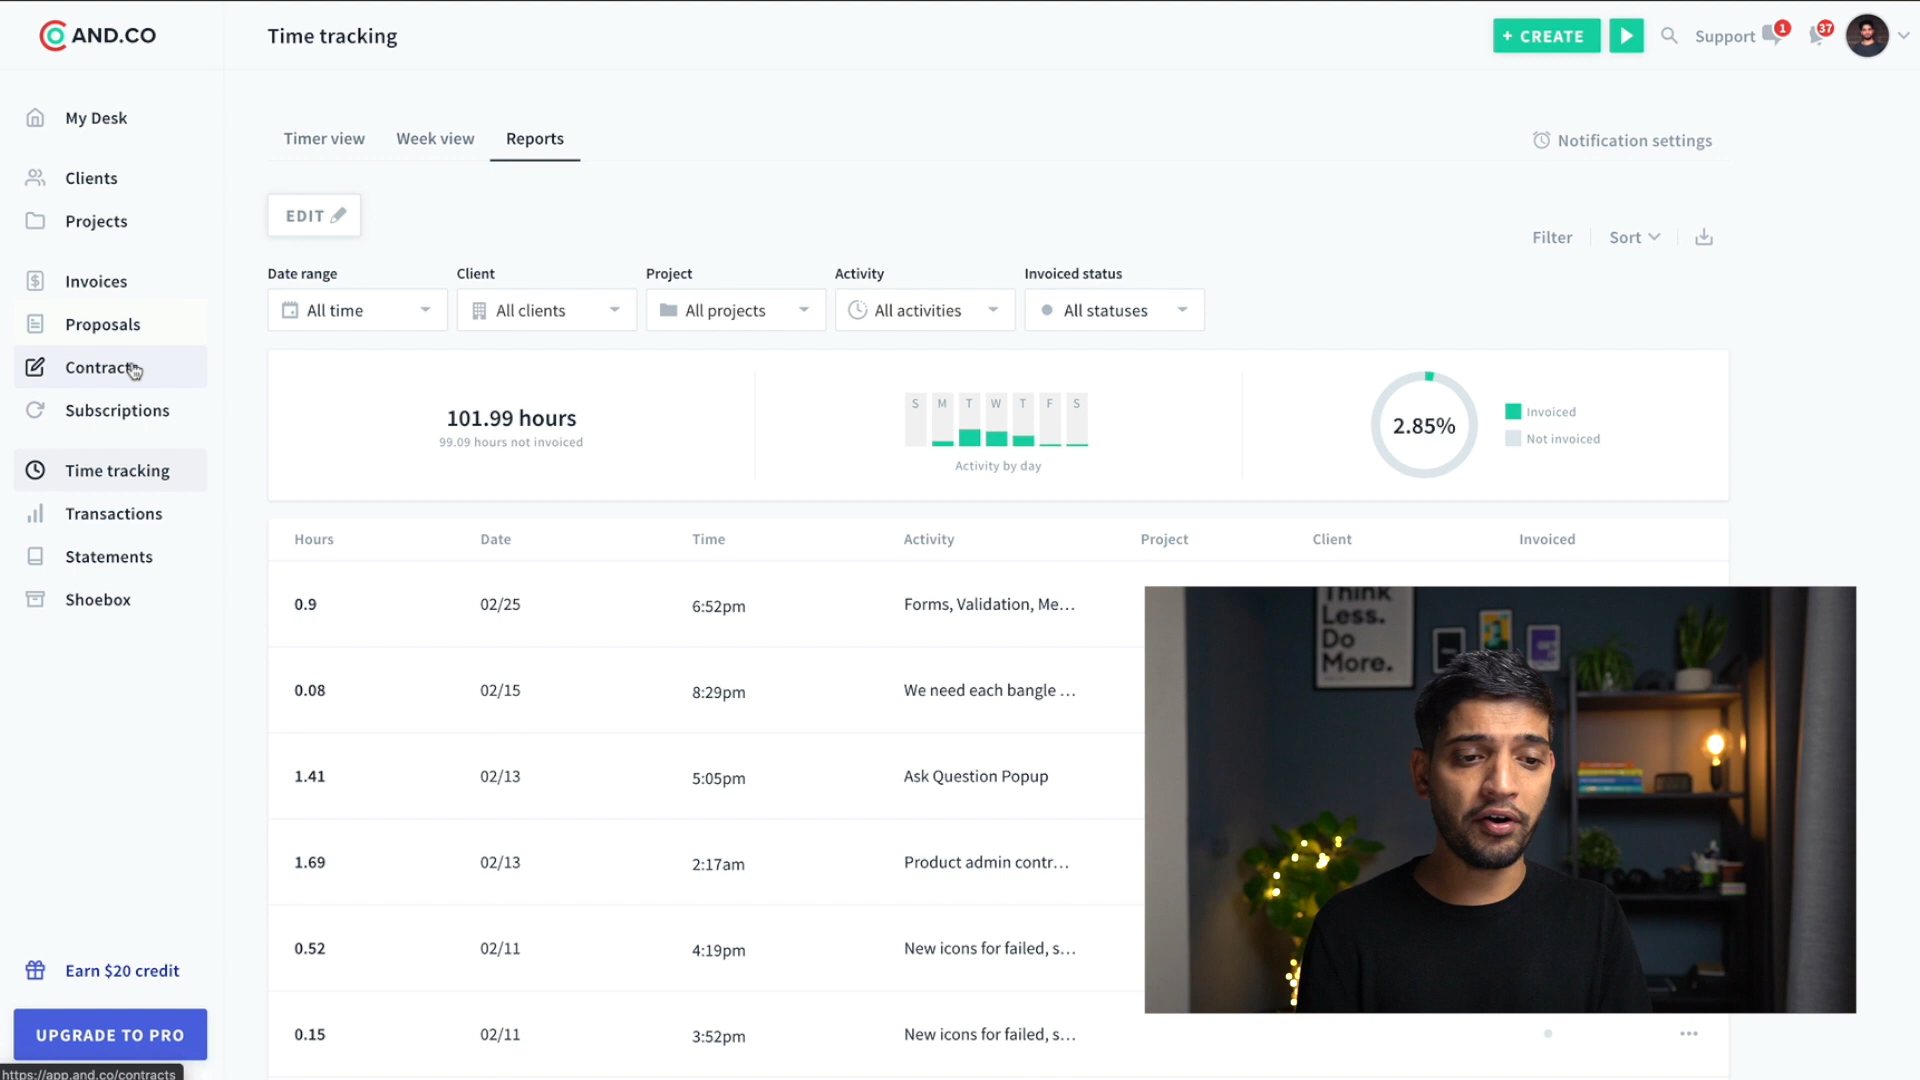 AND.CO
Time tracking
+ CREATE
Support
1
37
My Desk
Clients
Projects
Invoices
Proposals
Contract
Subscriptions
Time tracking
Transactions
Statements
Shoebox
Earn $20 credit
UPGRADE TO PRO
https://app.and.co/contracts
Timer view
Week view
Reports
Notification settings
EDIT
Filter
Sort
Date range
Client
Project
Activity
Invoiced status
All time
All clients
All projects
All activities
All statuses
101.99 hours
99.09 hours not invoiced
S M T W T F S
Activity by day
2.85%
Invoiced
Not invoiced
Hours Date Time Activity Project Client Invoiced
0.9 02/25 6:52pm Forms, Validation, Me...
0.08 02/15 8:29pm We need each bangle ...
1.41 02/13 5:05pm Ask Question Popup
1.69 02/13 2:17am Product admin contr...
0.52 02/11 4:19pm New icons for failed, s...
0.15 02/11 3:52pm New icons for failed, s...
Think
Less.
Do
More.